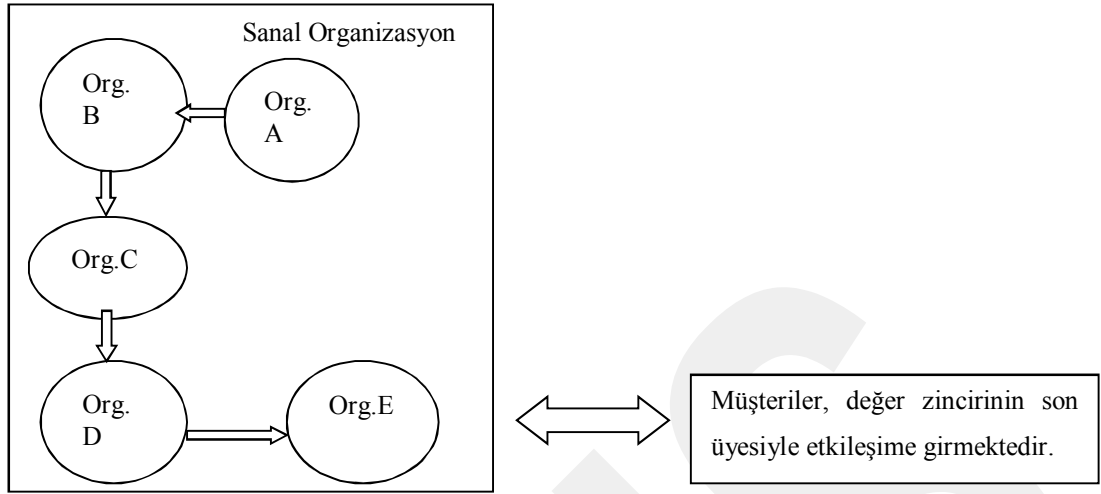 Sanal Organizasyon
Org.
B
Org.
A
Org.C
Org.
D
Org.E
Müşteriler, değer zincirinin son
üyesiyle etkileşime girmektedir.